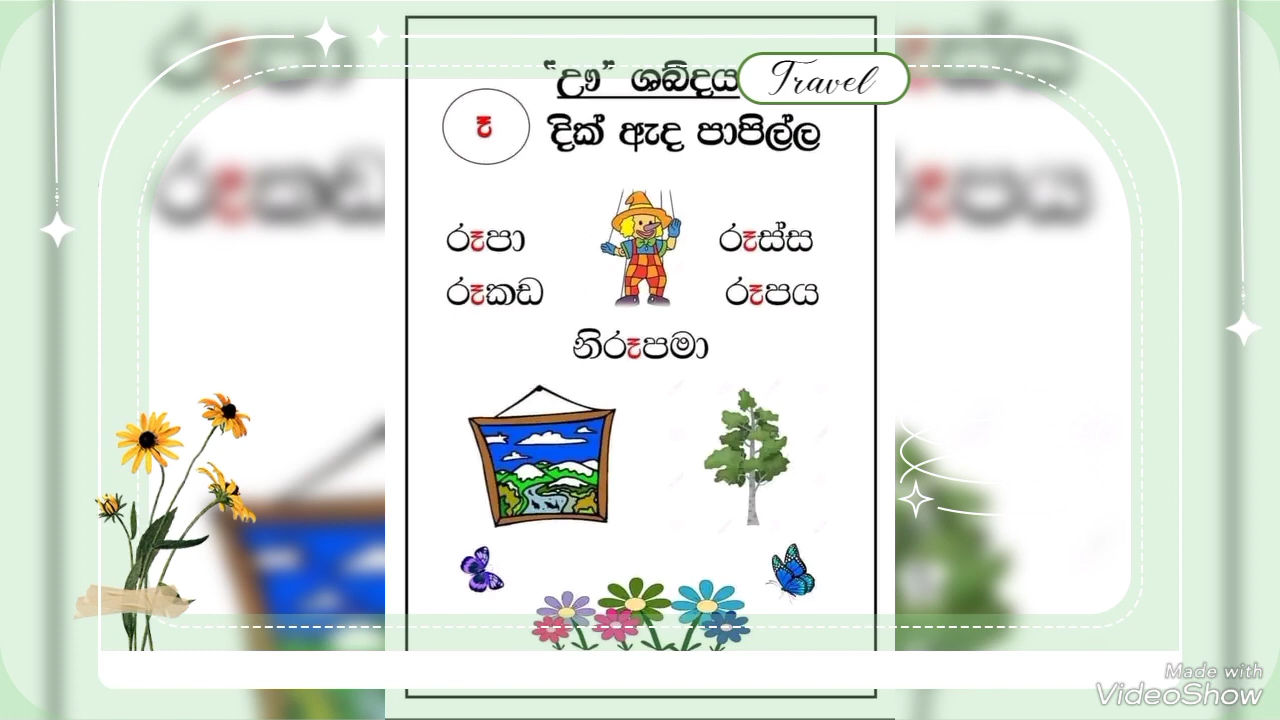 "ඌ" ශබ්දය
Travel
ෑ
දික් ඇද පාපිල්ල
රූපා
රූස්ස
රූකඩ
රූපය
නිරූපමා
Made with
VideoShow